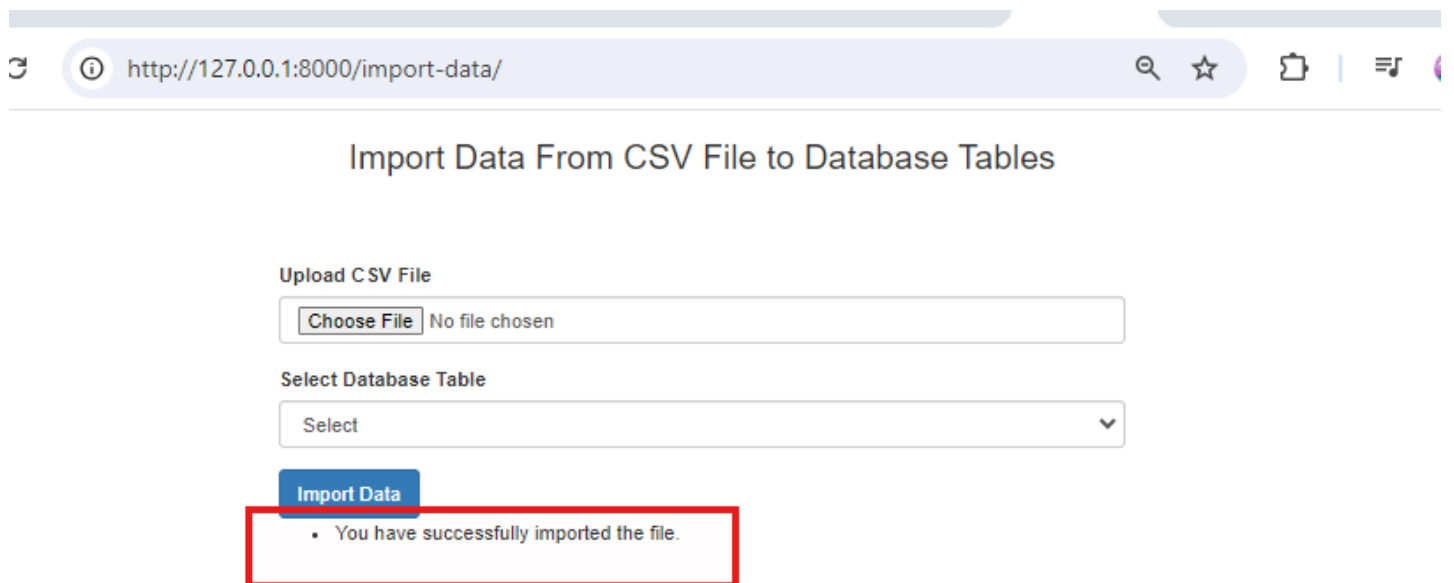 http://127.0.0.1:8000/import-data/
Import Data From CSV File to Database Tables
Upload CSV File
Choose File No file chosen
Select Database Table
Select
Import Data
• You have successfully imported the file.